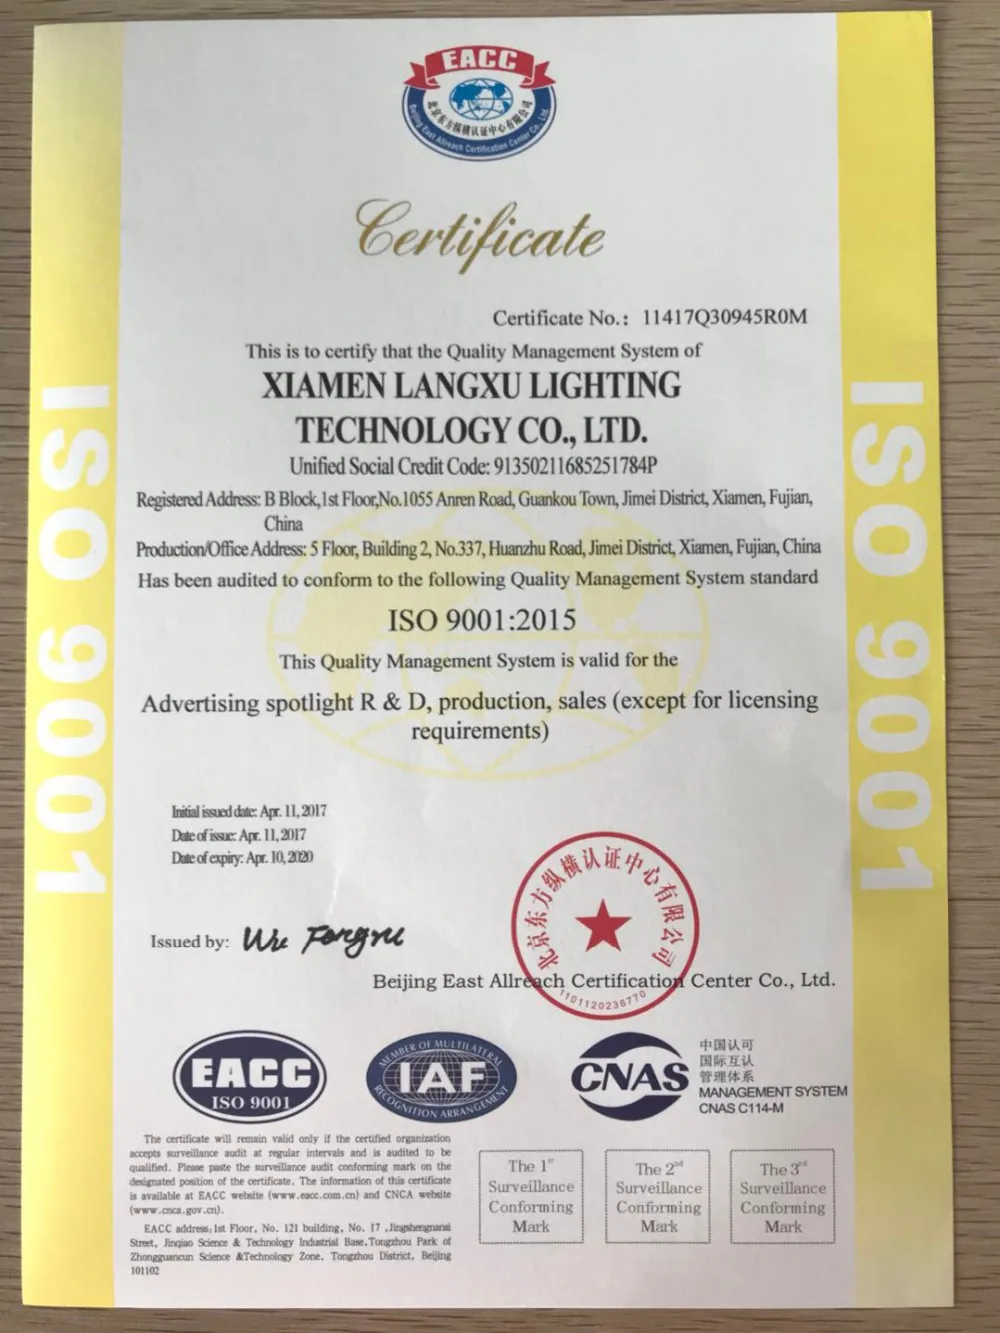 EACC
北京东方纵横认证中心有限公司
Beijing East Allreach Certification Center Co., Ltd.
Certificate
Certificate No.: 11417Q30945R0M
This is to certify that the Quality Management System of
XIAMEN LANGXU LIGHTING
TECHNOLOGY CO., LTD.
Unified Social Credit Code: 91350211685251784P
Registered Address: B Block,1st Floor,No.1055 Anren Road, Guankou Town, Jimei District, Xiamen, Fujian,
China
Production/Office Address: 5 Floor, Building 2, No.337, Huanzhu Road, Jimei District, Xiamen, Fujian, China
Has been audited to conform to the following Quality Management System standard
ISO 9001:2015
This Quality Management System is valid for the
Advertising spotlight R & D, production, sales (except for licensing
requirements)
ISO 9001
ISO 9001
Initial issued date: Apr. 11, 2017
Date of issue: Apr. 11, 2017
Date of expiry: Apr. 10, 2020
Issued by: Wu Fongyu
北京东方纵横认证中心有限公司
1101120236770
Beijing East Allreach Certification Center Co., Ltd.
EACC
ISO 9001
MEMBER OF MULTILATERAL
IAF
RECOGNITION ARRANGEMENT
CNAS
中国认可
国际互认
管理体系
MANAGEMENT SYSTEM
CNAS C114-M
The certificate will remain valid only if the certified organization
accepts surveillance audit at regular intervals and is audited to be
qualified. Please paste the surveillance audit conforming mark on the
designated position of the certificate. The information of this certificate
is available at EACC website (www.eacc.com.cn) and CNCA website
(www.cnca.gov.cn).
EACC address:1st Floor, No. 121 building, No. 17 ,Jingshengnansi
Street, Jinqiao Science & Technology Industrial Base,Tongzhou Park of
Zhongguancun Science &Technology Zone, Tongzhou District, Beijing
101102
The 1st
Surveillance
Conforming
Mark
The 2nd
Surveillance
Conforming
Mark
The 3rd
Surveillance
Conforming
Mark